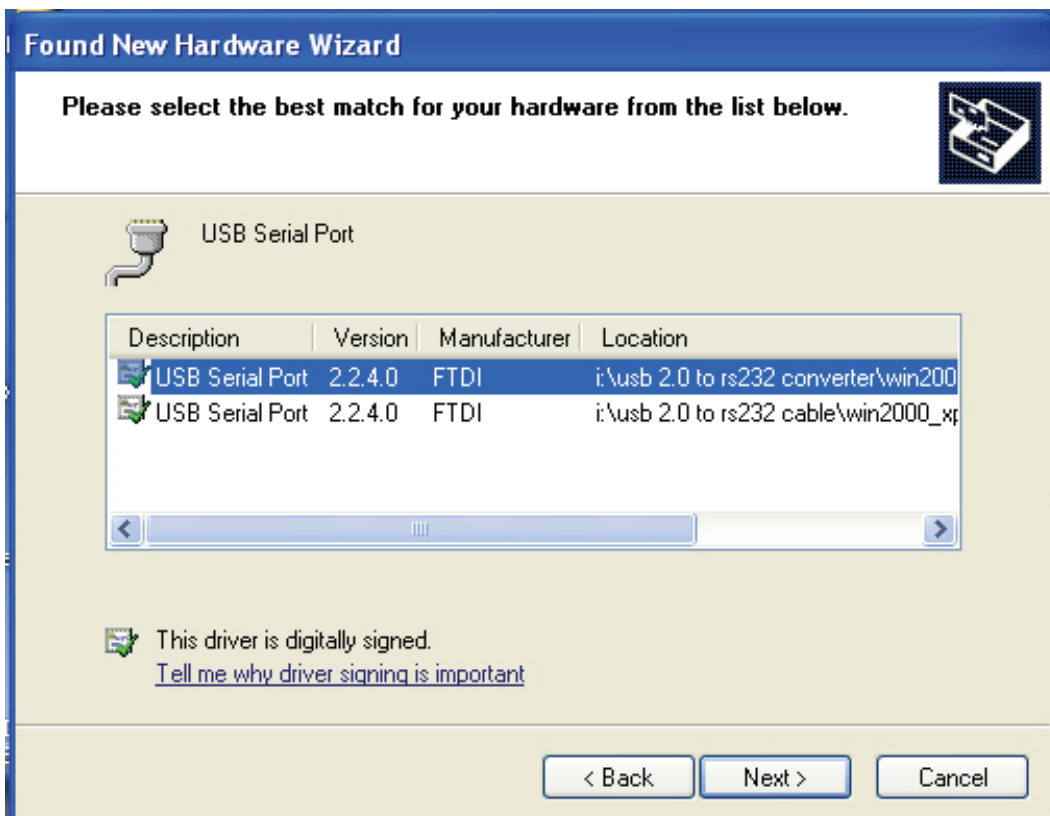 Found New Hardware Wizard
Please select the best match for your hardware from the list below.
USB Serial Port
Description Version Manufacturer Location
USB Serial Port 2.2.4.0 FTDI i:\usb 2.0 to rs232 converter\win200
USB Serial Port 2.2.4.0 FTDI i:\usb 2.0 to rs232 cable\win2000_xp
This driver is digitally signed.
Tell me why driver signing is important
< Back Next > Cancel